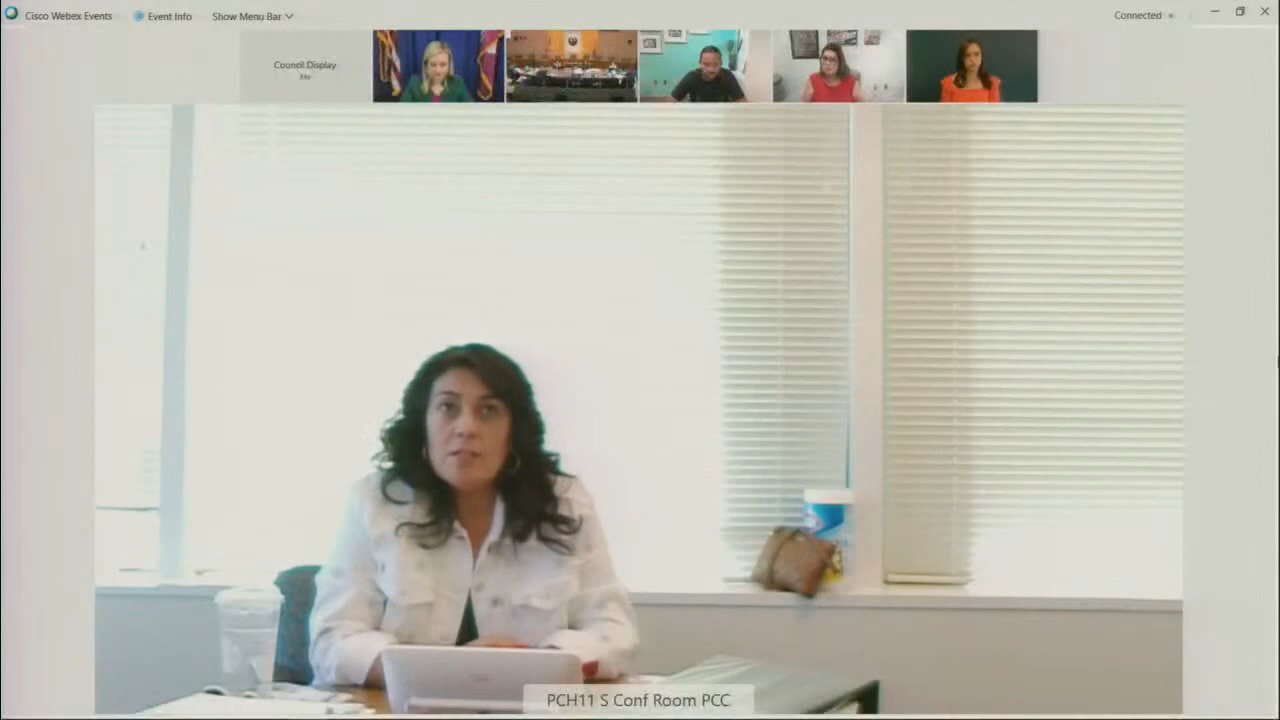 Cisco Webex Events
Event Info
Show Menu Bar
Connected
Council Display
PCH11 S Conf Room PCC